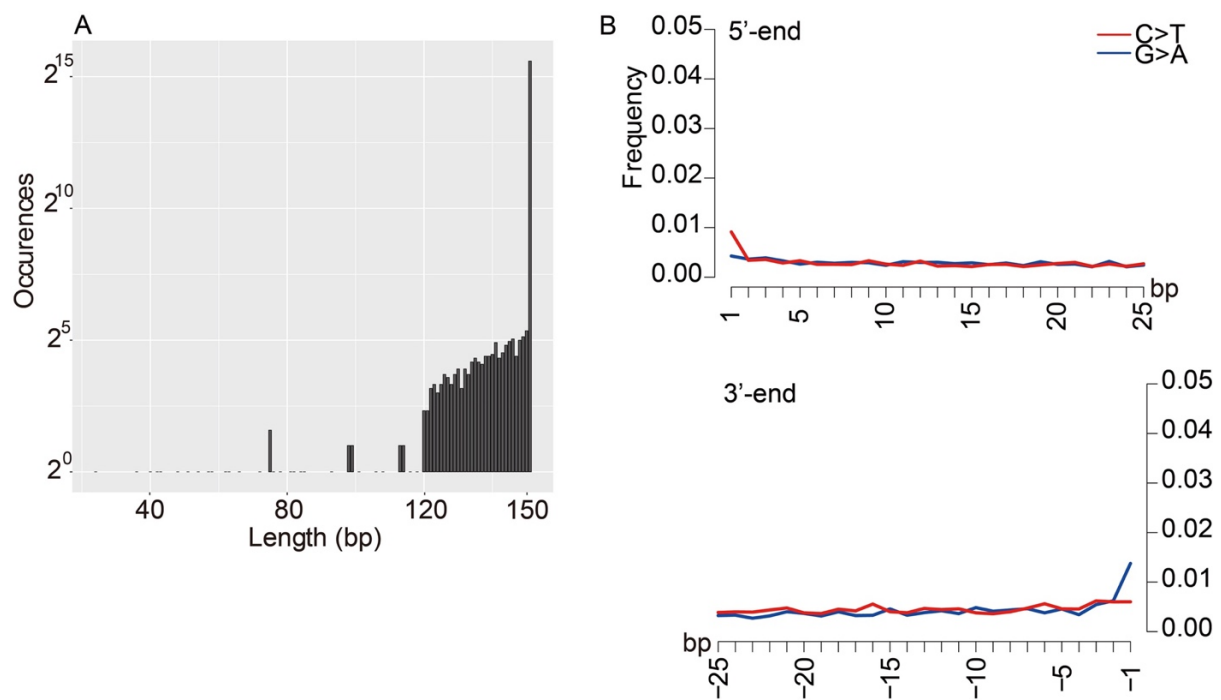 A
2^15
2^10
2^5
2^0
Occurences
40
80
120
150
Length (bp)
B
5’-end
C>T
G>A
Frequency
0.05
0.04
0.03
0.02
0.01
0.00
bp
1
5
10
15
20
25
3’-end
0.05
0.04
0.03
0.02
0.01
0.00
bp
−25
−20
−15
−10
−5
−1